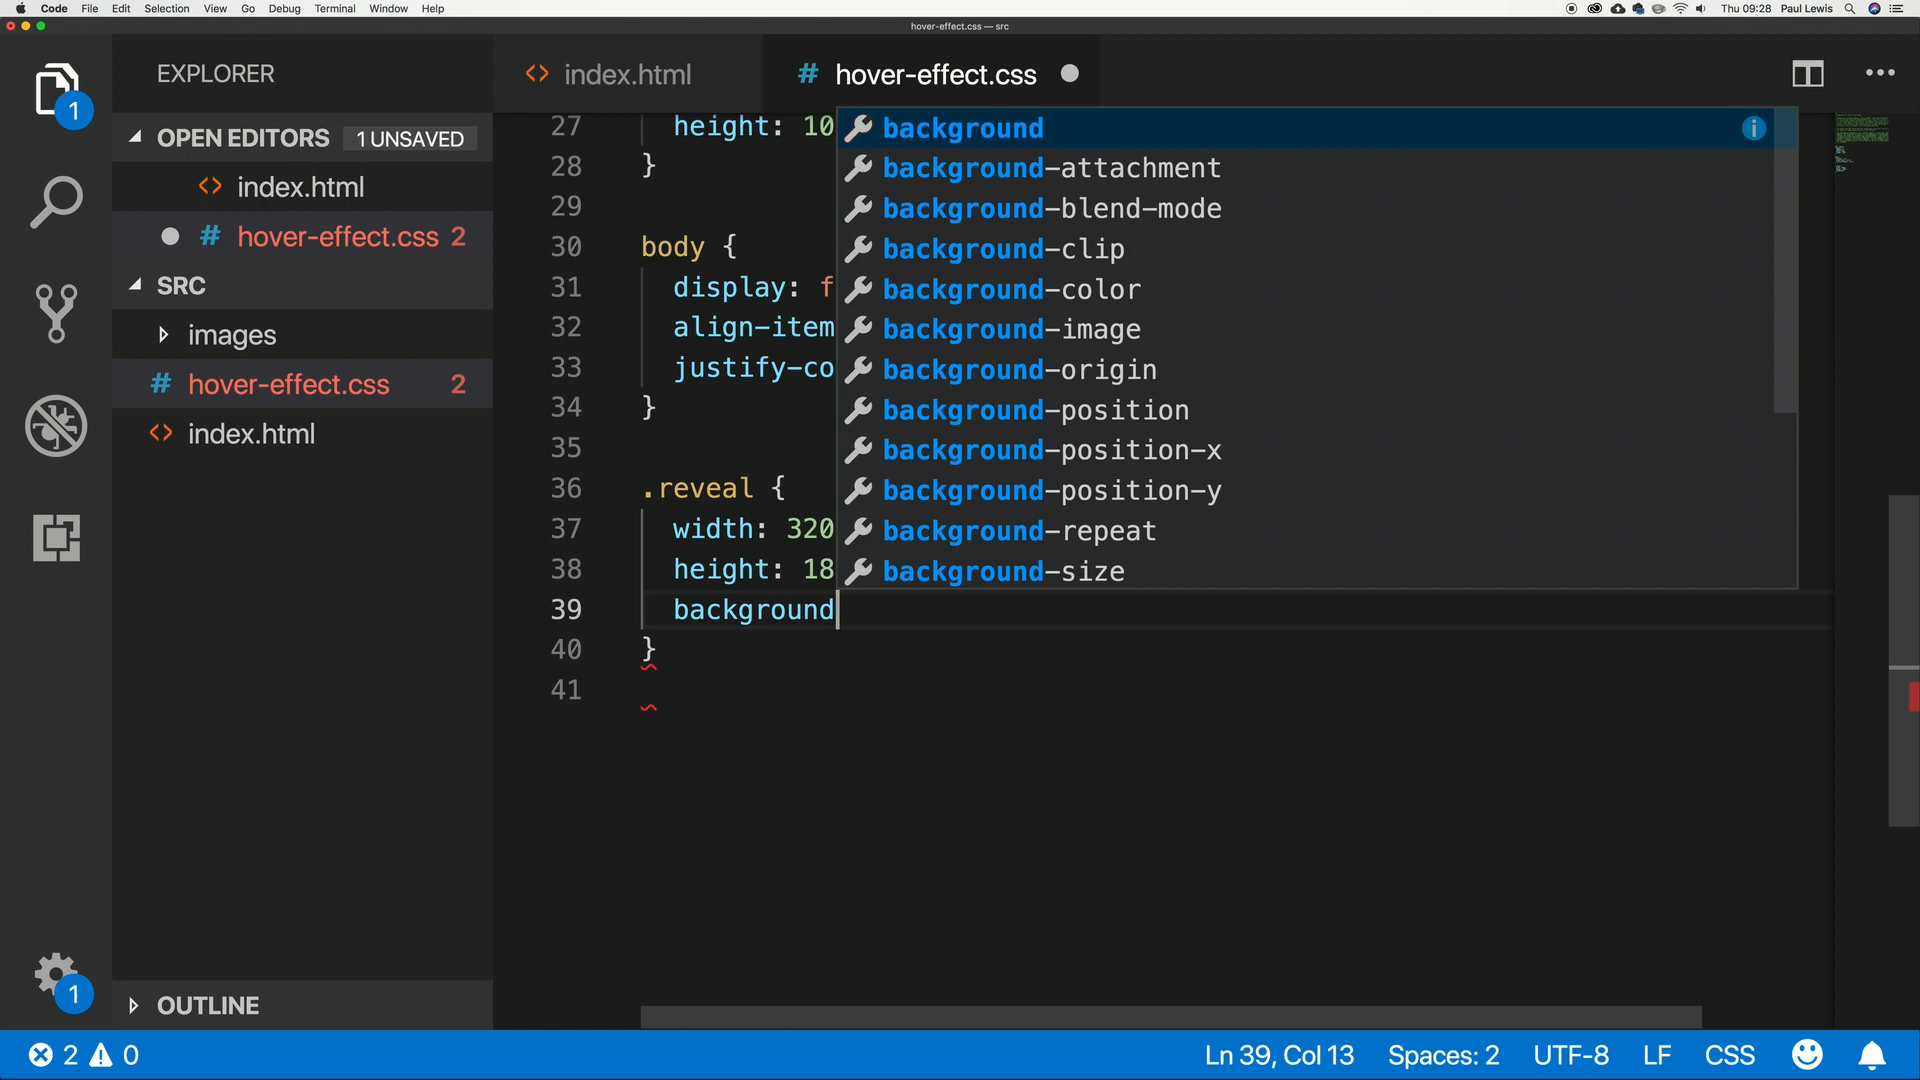 Code File Edit Selection View Go Debug Terminal Window Help
Thu 09:28 Paul Lewis
hover-effect.css — src
EXPLORER
OPEN EDITORS 1 UNSAVED
index.html
# hover-effect.css 2
SRC
images
# hover-effect.css 2
index.html
OUTLINE
1
1
index.html
# hover-effect.css
27 height: 10
28 }
29
30 body {
31 display: f
32 align-item
33 justify-co
34 }
35
36 .reveal {
37 width: 320
38 height: 18
39 background
40 }
41
background
background-attachment
background-blend-mode
background-clip
background-color
background-image
background-origin
background-position
background-position-x
background-position-y
background-repeat
background-size
2 0
Ln 39, Col 13 Spaces: 2 UTF-8 LF CSS